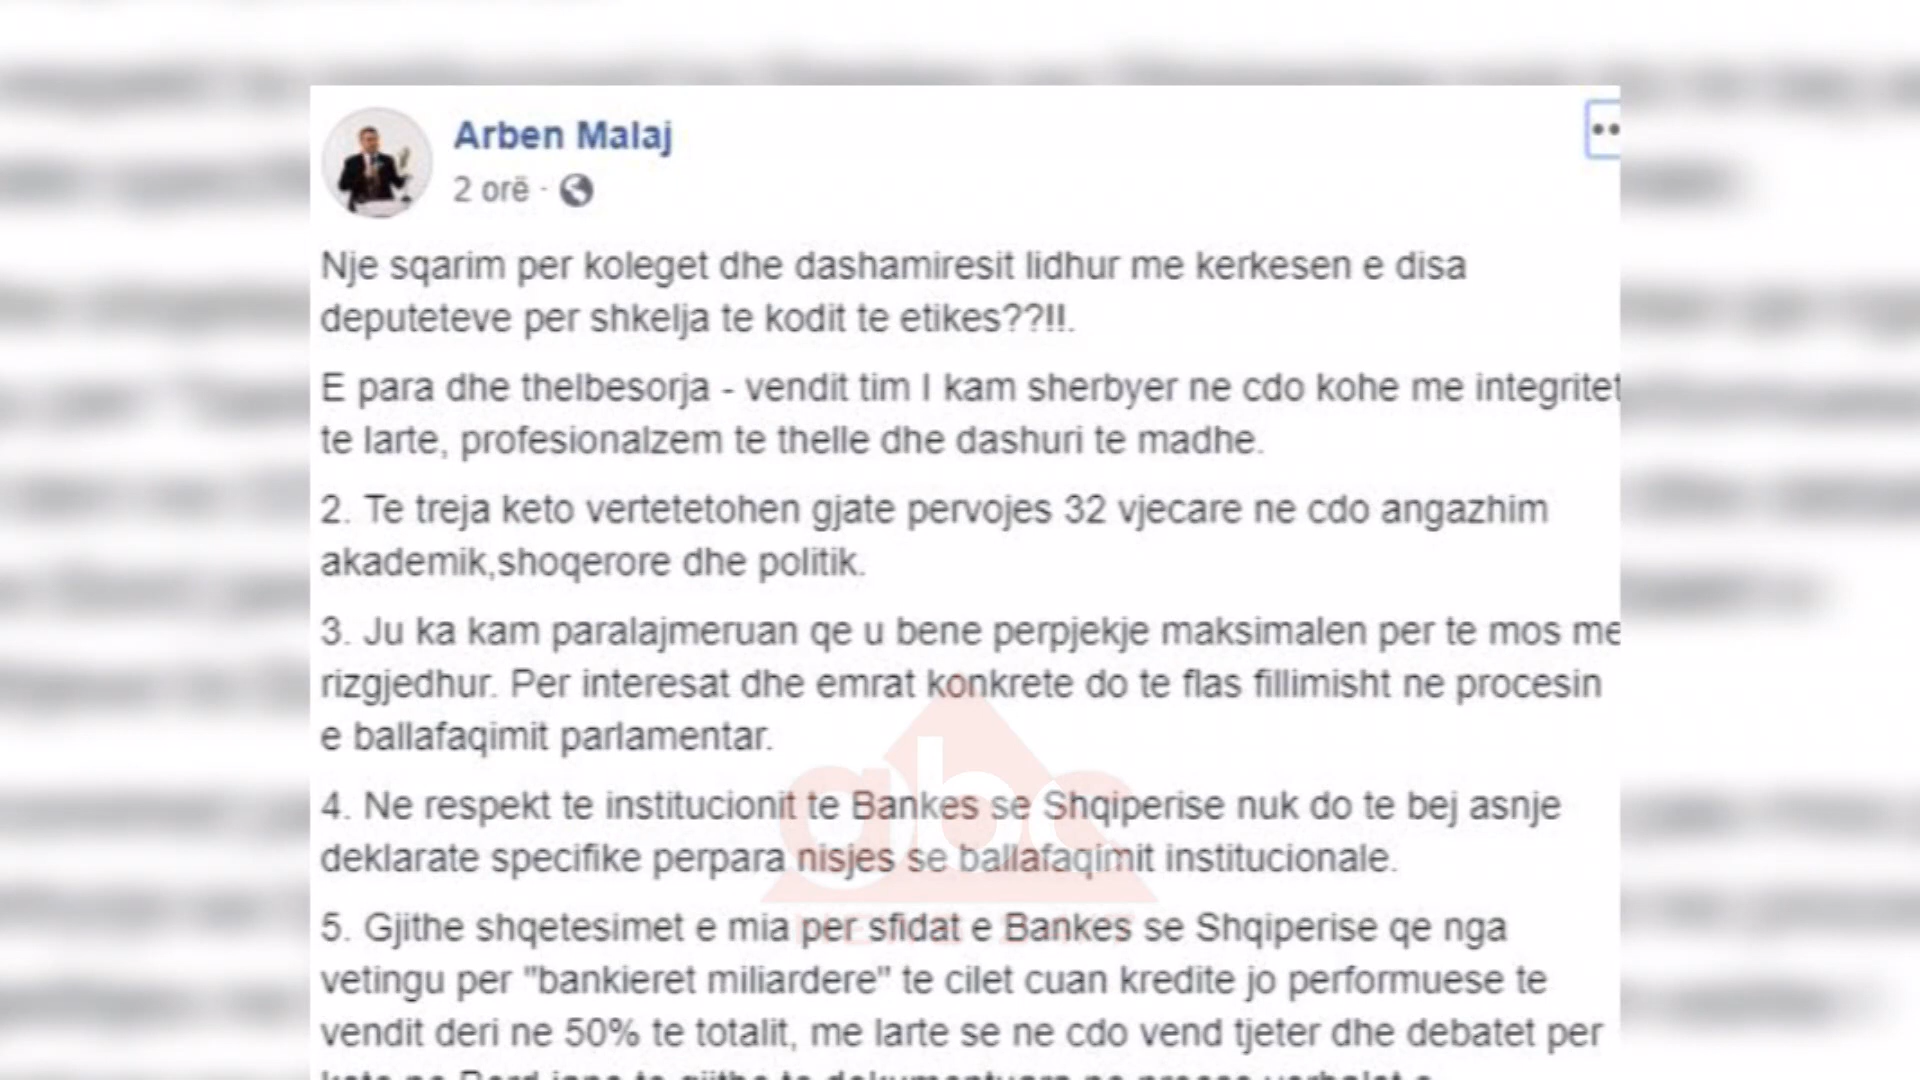 Arben Malaj
2 orë
Nje sqarim per koleget dhe dashamiresit lidhur me kerkesen e disa
deputeteve per shkelja te kodit te etikes??!!.
E para dhe thelbesorja - vendit tim I kam sherbyer ne cdo kohe me integritet
te larte, profesionalzem te thelle dhe dashuri te madhe.
2. Te treja keto vertetetohen gjate pervojes 32 vjecare ne cdo angazhim
akademik,shoqerore dhe politik.
3. Ju ka kam paralajmeruan qe u bene perpjekje maksimalen per te mos me
rizgjedhur. Per interesat dhe emrat konkrete do te flas fillimisht ne procesin
e ballafaqimit parlamentar.
4. Ne respekt te institucionit te Bankes se Shqiperise nuk do te bej asnje
deklarate specifike perpara nisjes se ballafaqimit institucionale.
abc
NEWS 24/7
5. Gjithe shqetesimet e mia per sfidat e Bankes se Shqiperise qe nga
vetingu per "bankieret miliardere" te cilet cuan kredite jo performuese te
vendit deri ne 50% te totalit, me larte se ne cdo vend tjeter dhe debatet per